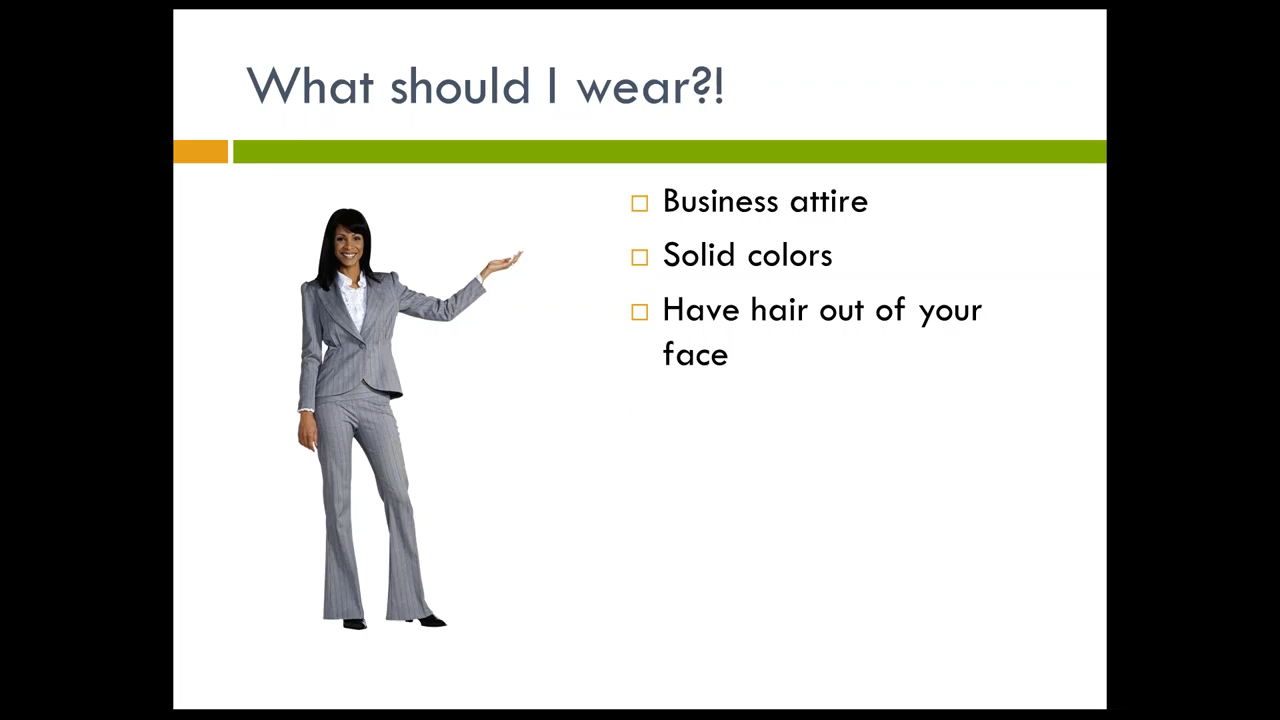 What should I wear?!
Business attire
Solid colors
Have hair out of your
face